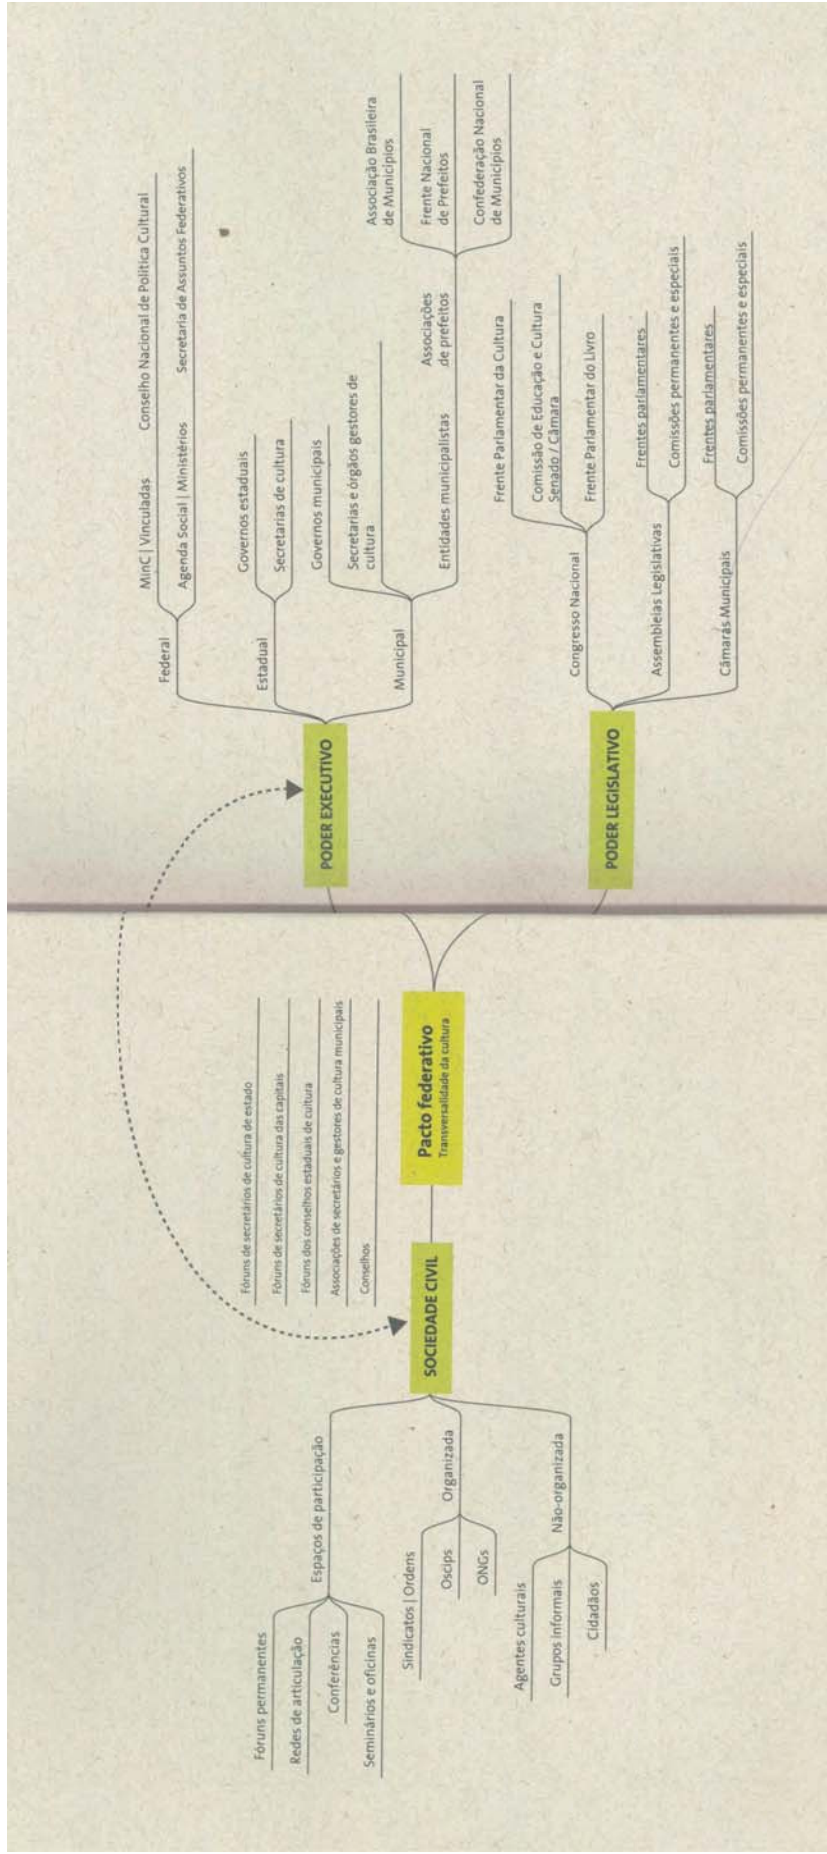 Fóruns permanentes
Redes de articulação
Conferências
Seminários e oficinas
Espaços de participação
Sindicatos | Ordens
Oscips
ONGs
Organizada
Agentes culturais
Grupos informais
Cidadãos
Não-organizada
SOCIEDADE CIVIL
Fóruns de secretários de cultura de estado
Fóruns de secretários de cultura das capitais
Fóruns dos conselhos estaduais de cultura
Associações de secretários e gestores de cultura municipais
Conselhos
Pacto federativo
Transversalidade da cultura
PODER EXECUTIVO
Federal
MinC | Vinculadas
Conselho Nacional de Política Cultural
Agenda Social | Ministérios
Secretaria de Assuntos Federativos
Estadual
Governos estaduais
Secretarias de cultura
Municipal
Governos municipais
Secretarias e órgãos gestores de
cultura
Entidades municipalistas
Associações
de prefeitos
Associação Brasileira
de Municípios
Frente Nacional
de Prefeitos
Confederação Nacional
de Municípios
PODER LEGISLATIVO
Congresso Nacional
Frente Parlamentar da Cultura
Comissão de Educação e Cultura
Senado / Câmara
Frente Parlamentar do Livro
Assembleias Legislativas
Frentes parlamentares
Comissões permanentes e especiais
Câmaras Municipais
Frentes parlamentares
Comissões permanentes e especiais